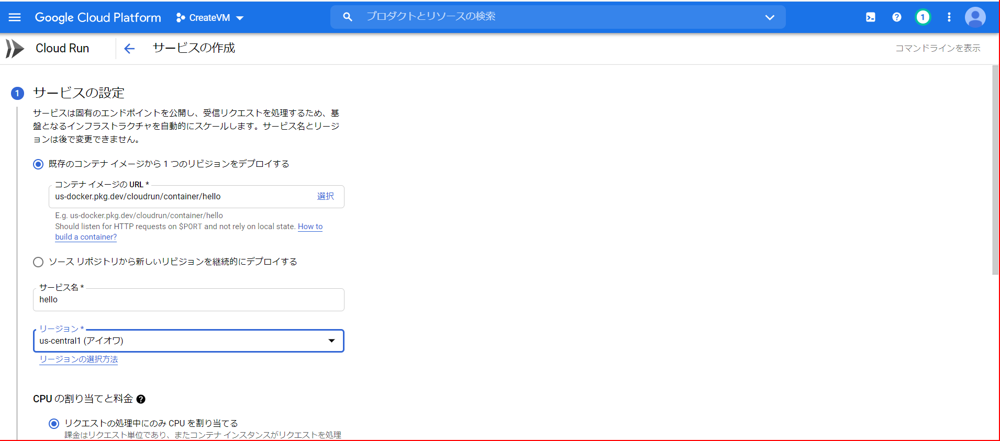 Google Cloud Platform
CreateVM
プロダクトとリソースの検索
1
Cloud Run
サービスの作成
コマンドラインを表示
1
サービスの設定
サービスは固有のエンドポイントを公開し、受信リクエストを処理するため、基
盤となるインフラストラクチャを自動的にスケールします。サービス名とリージ
ョンは後で変更できません。
既存のコンテナ イメージから 1 つのリビジョンをデプロイする
コンテナ イメージの URL *
us-docker.pkg.dev/cloudrun/container/hello
選択
E.g. us-docker.pkg.dev/cloudrun/container/hello
Should listen for HTTP requests on $PORT and not rely on local state. How to
build a container?
ソース リポジトリから新しいリビジョンを継続的にデプロイする
サービス名 *
hello
リージョン *
us-central1 (アイオワ)
リージョンの選択方法
CPU の割り当てと料金
リクエストの処理中にのみ CPU を割り当てる
課金はリクエスト単位であり、またコンテナ インスタンスがリクエストを処理